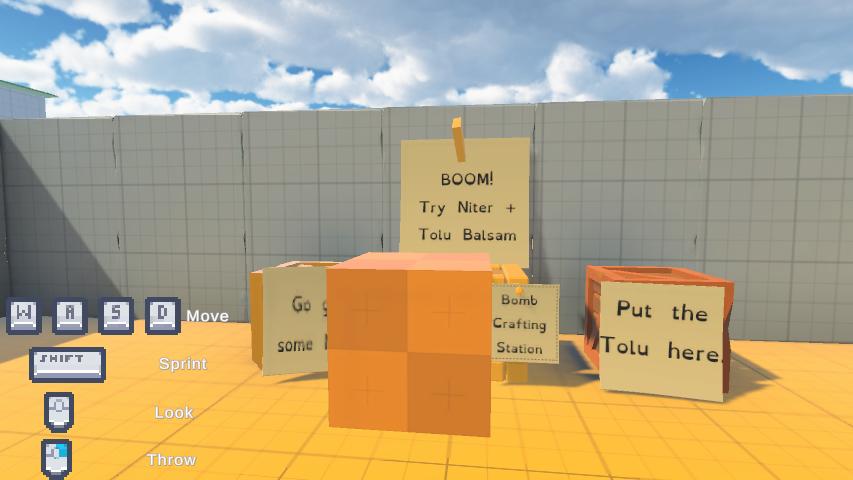 BOOM!
Try Niter +
Tolu Balsam
Go
some
Bomb
Crafting
Station
Put the
Tolu here.
W A S D Move
SHIFT Sprint
Look
Throw